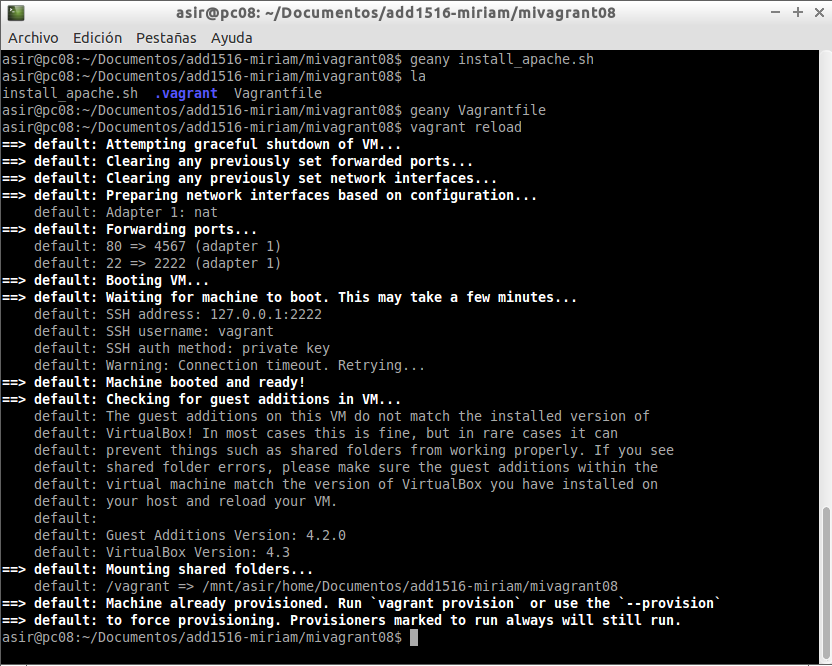 asir@pc08: ~/Documentos/add1516-miriam/mivagrant08
Archivo Edición Pestañas Ayuda
asir@pc08:~/Documentos/add1516-miriam/mivagrant08$ geany install_apache.sh
asir@pc08:~/Documentos/add1516-miriam/mivagrant08$ la
install_apache.sh  .vagrant  Vagrantfile
asir@pc08:~/Documentos/add1516-miriam/mivagrant08$ geany Vagrantfile
asir@pc08:~/Documentos/add1516-miriam/mivagrant08$ vagrant reload
==> default: Attempting graceful shutdown of VM...
==> default: Clearing any previously set forwarded ports...
==> default: Clearing any previously set network interfaces...
==> default: Preparing network interfaces based on configuration...
    default: Adapter 1: nat
==> default: Forwarding ports...
    default: 80 => 4567 (adapter 1)
    default: 22 => 2222 (adapter 1)
==> default: Booting VM...
==> default: Waiting for machine to boot. This may take a few minutes...
    default: SSH address: 127.0.0.1:2222
    default: SSH username: vagrant
    default: SSH auth method: private key
    default: Warning: Connection timeout. Retrying...
==> default: Machine booted and ready!
==> default: Checking for guest additions in VM...
    default: The guest additions on this VM do not match the installed version of
    default: VirtualBox! In most cases this is fine, but in rare cases it can
    default: prevent things such as shared folders from working properly. If you see
    default: shared folder errors, please make sure the guest additions within the
    default: virtual machine match the version of VirtualBox you have installed on
    default: your host and reload your VM.
    default:
    default: Guest Additions Version: 4.2.0
    default: VirtualBox Version: 4.3
==> default: Mounting shared folders...
    default: /vagrant => /mnt/asir/home/Documentos/add1516-miriam/mivagrant08
==> default: Machine already provisioned. Run `vagrant provision` or use the `--provision`
==> default: to force provisioning. Provisioners marked to run always will still run.
asir@pc08:~/Documentos/add1516-miriam/mivagrant08$